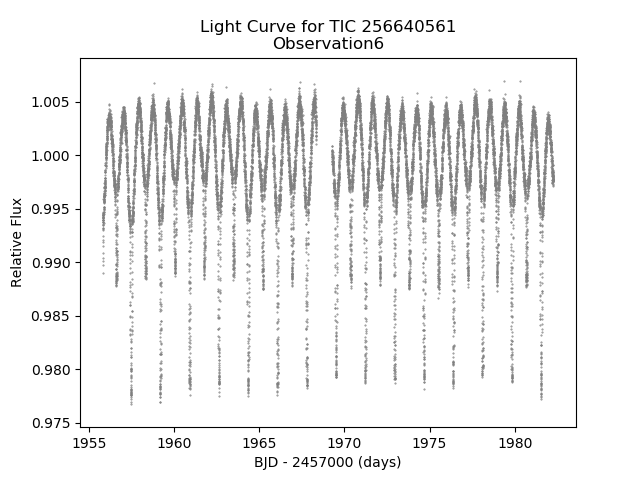 Light Curve for TIC 256640561
Observation6
Relative Flux
1.005
1.000
0.995
0.990
0.985
0.980
0.975
1955 1960 1965 1970 1975 1980
BJD - 2457000 (days)